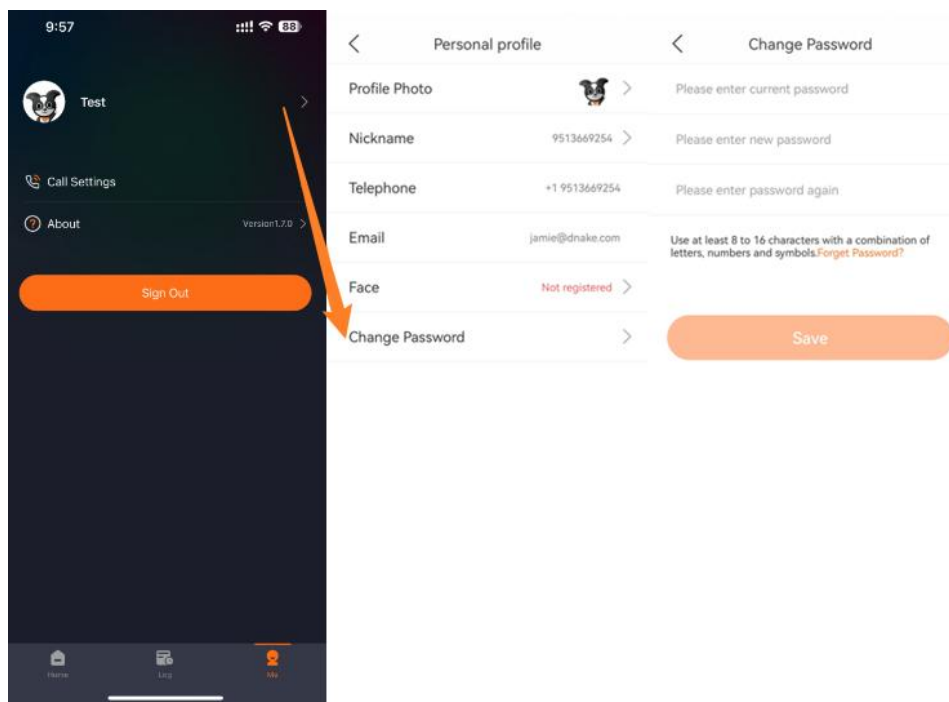 9:57
88
Test
Call Settings
About
Version1.7.0
Sign Out
Home
Log
Me
Personal profile
Profile Photo
Nickname
9513669254
Telephone
+1 9513669254
Email
jamie@dnake.com
Face
Not registered
Change Password
Change Password
Please enter current password
Please enter new password
Please enter password again
Use at least 8 to 16 characters with a combination of
letters, numbers and symbols.Forget Password?
Save